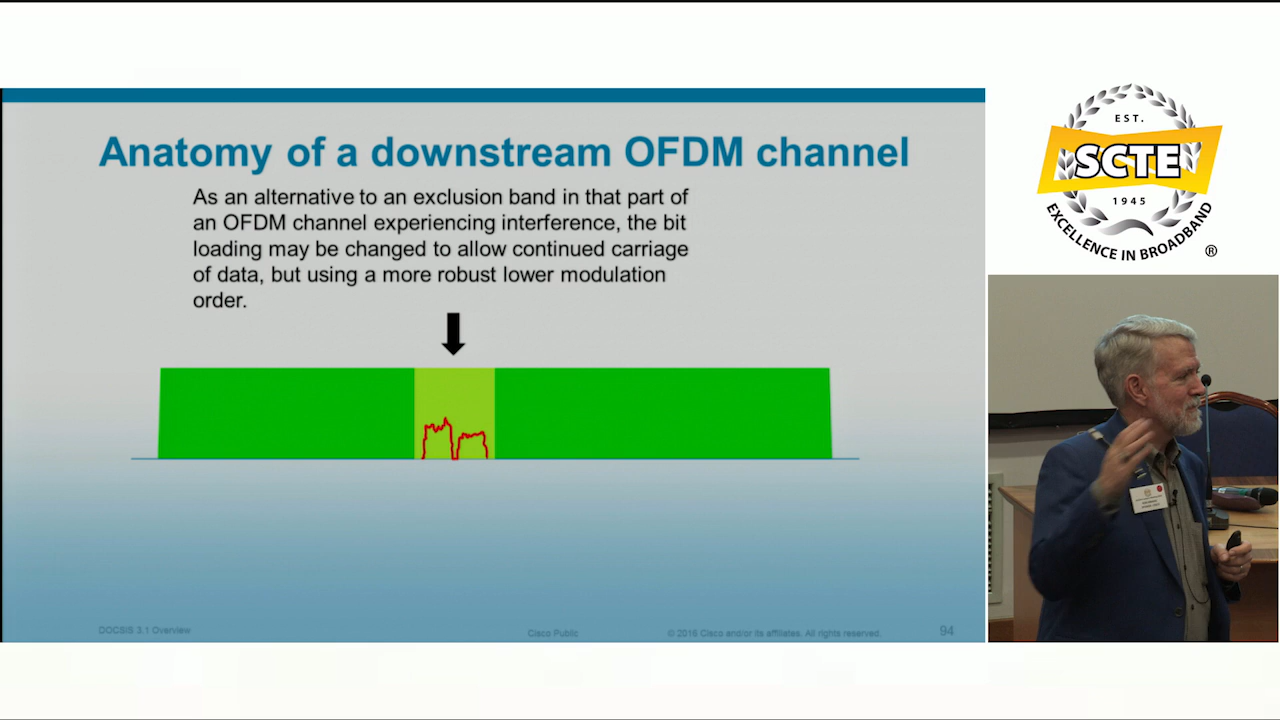 Anatomy of a downstream OFDM channel
As an alternative to an exclusion band in that part of
an OFDM channel experiencing interference, the bit
loading may be changed to allow continued carriage
of data, but using a more robust lower modulation
order.
DOCSIS 3.1 Overview
Cisco Public
© 2016 Cisco and/or its affiliates. All rights reserved.
94
EST.
SCTE
1945
EXCELLENCE IN BROADBAND
®